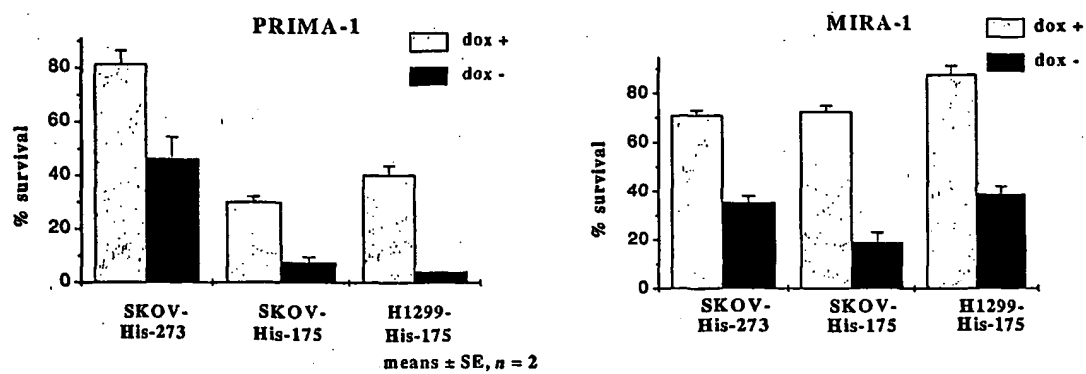 PRIMA-1
dox +
dox -
% survival
80
60
40
20
0
SKOV-
His-273
SKOV-
His-175
H1299-
His-175
means ± SE, n = 2
MIRA-1
dox +
dox -
% survival
80
60
40
20
0
SKOV-
His-273
SKOV-
His-175
H1299-
His-175